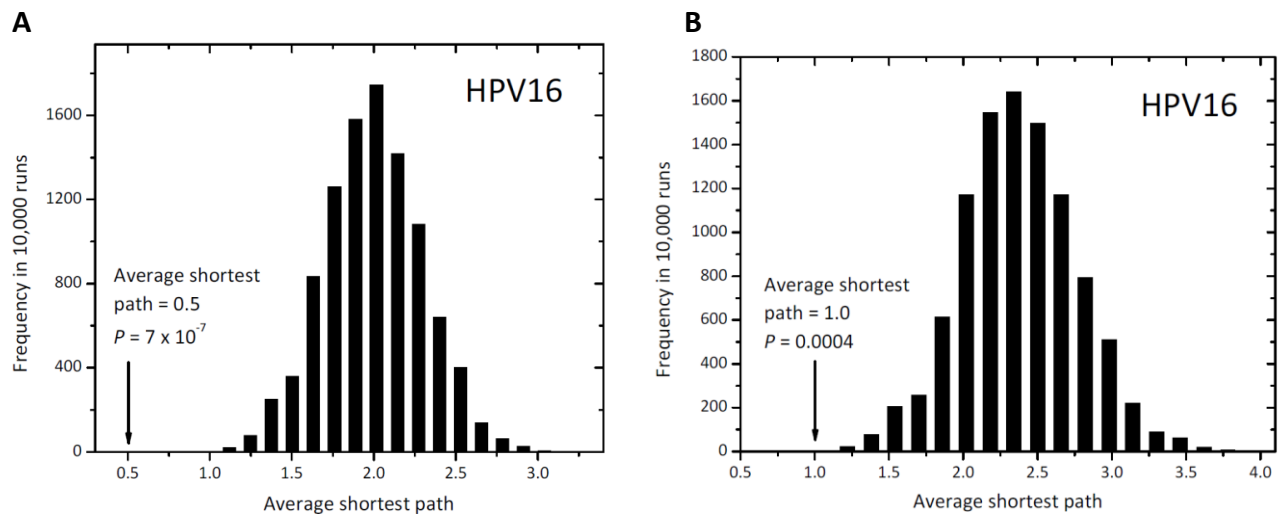 A
HPV16
Frequency in 10,000 runs
1600
1200
800
400
0
Average shortest
path = 0.5
P = 7 x 10⁻⁷
0.5 1.0 1.5 2.0 2.5 3.0
Average shortest path
B
HPV16
Frequency in 10,000 runs
1800
1600
1400
1200
1000
800
600
400
200
0
Average shortest
path = 1.0
P = 0.0004
0.5 1.0 1.5 2.0 2.5 3.0 3.5 4.0
Average shortest path